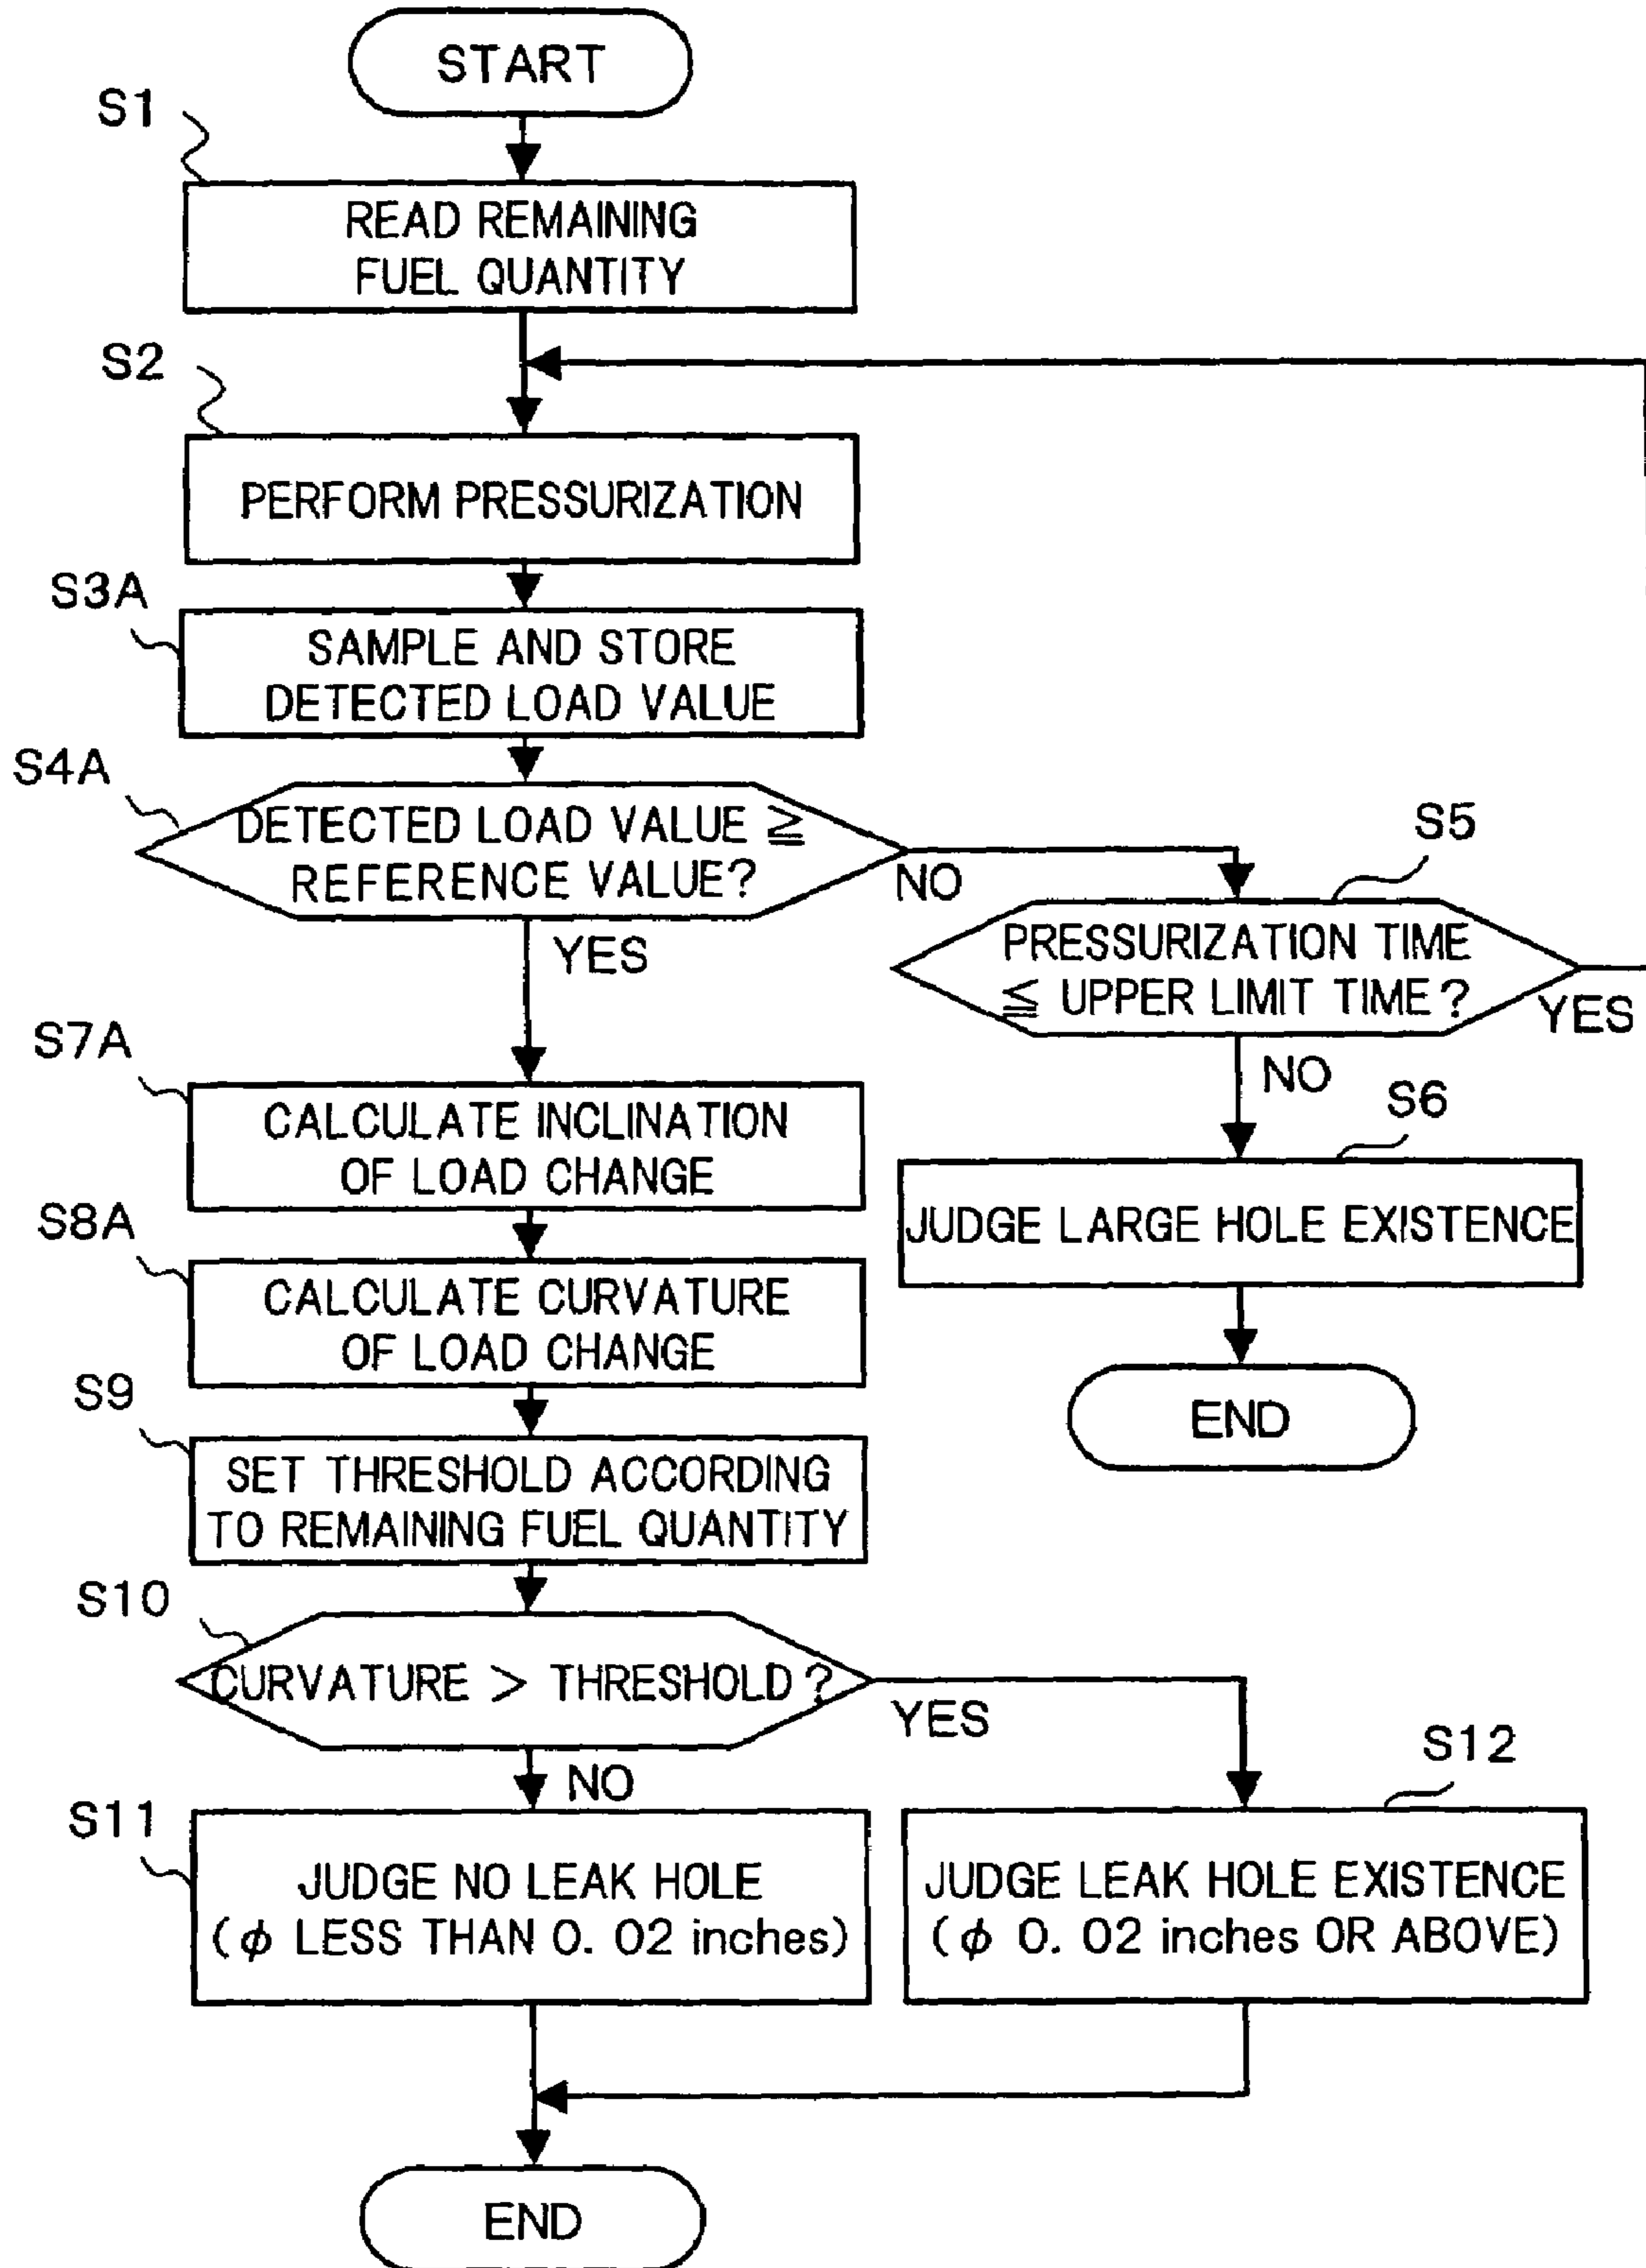 START
S1
READ REMAINING
FUEL QUANTITY
S2
PERFORM PRESSURIZATION
S3A
SAMPLE AND STORE
DETECTED LOAD VALUE
S4A
DETECTED LOAD VALUE ≧
REFERENCE VALUE?
NO
YES
S5
PRESSURIZATION TIME
≦ UPPER LIMIT TIME?
YES
NO
S6
JUDGE LARGE HOLE EXISTENCE
END
S7A
CALCULATE INCLINATION
OF LOAD CHANGE
S8A
CALCULATE CURVATURE
OF LOAD CHANGE
S9
SET THRESHOLD ACCORDING
TO REMAINING FUEL QUANTITY
S10
CURVATURE > THRESHOLD?
YES
NO
S11
JUDGE NO LEAK HOLE
(φ LESS THAN 0. 02 inches)
S12
JUDGE LEAK HOLE EXISTENCE
(φ 0. 02 inches OR ABOVE)
END